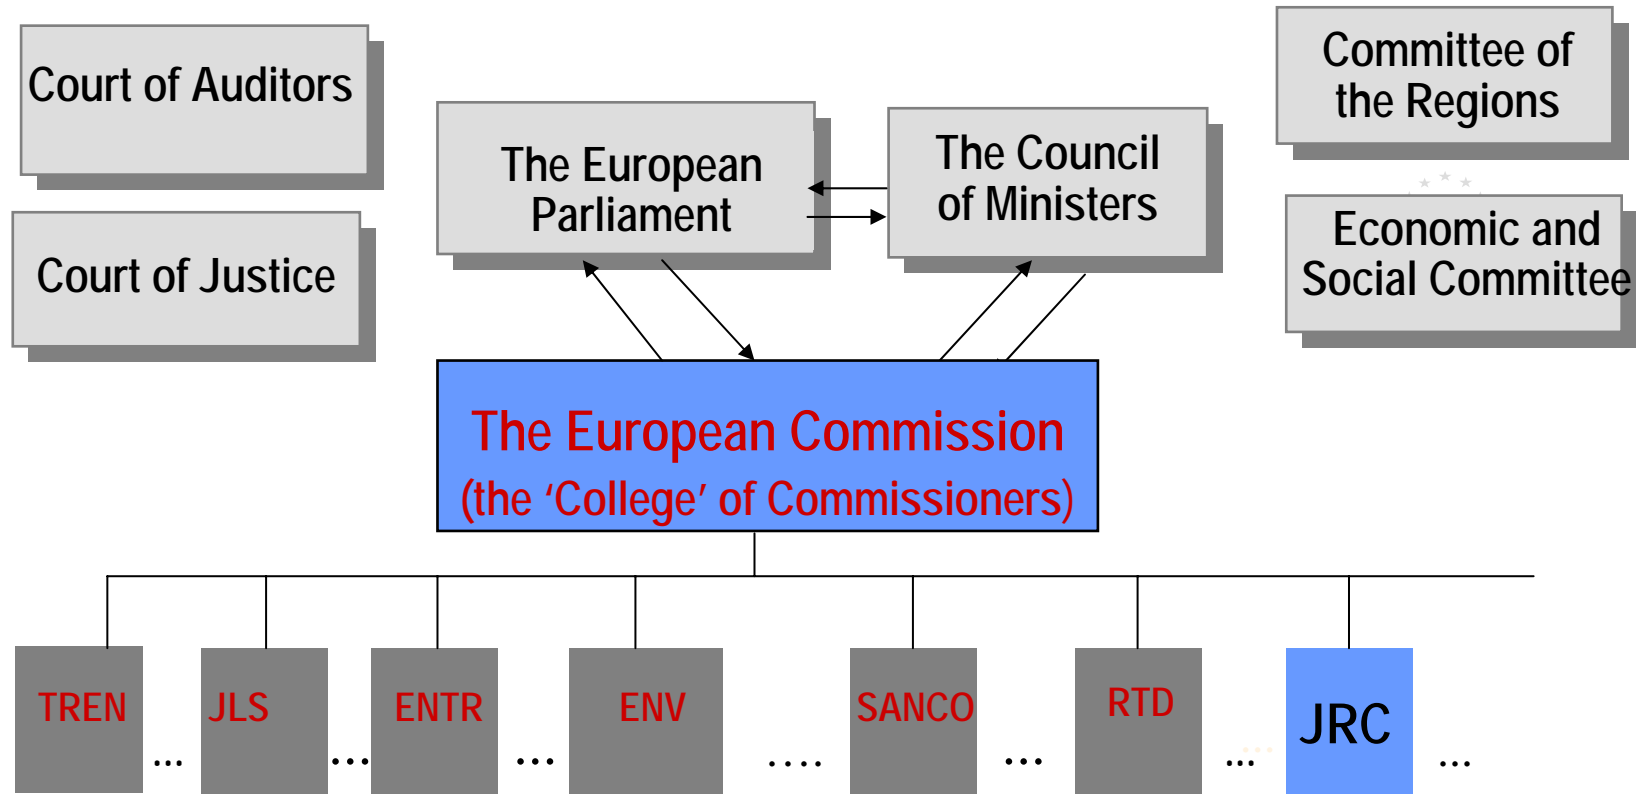 Court of Auditors
Committee of
the Regions
The European
Parliament
The Council
of Ministers
Court of Justice
Economic and
Social Committee
The European Commission
(the ‘College’ of Commissioners)
TREN
...
JLS
...
ENTR
...
ENV
....
SANCO
...
RTD
...
JRC
...